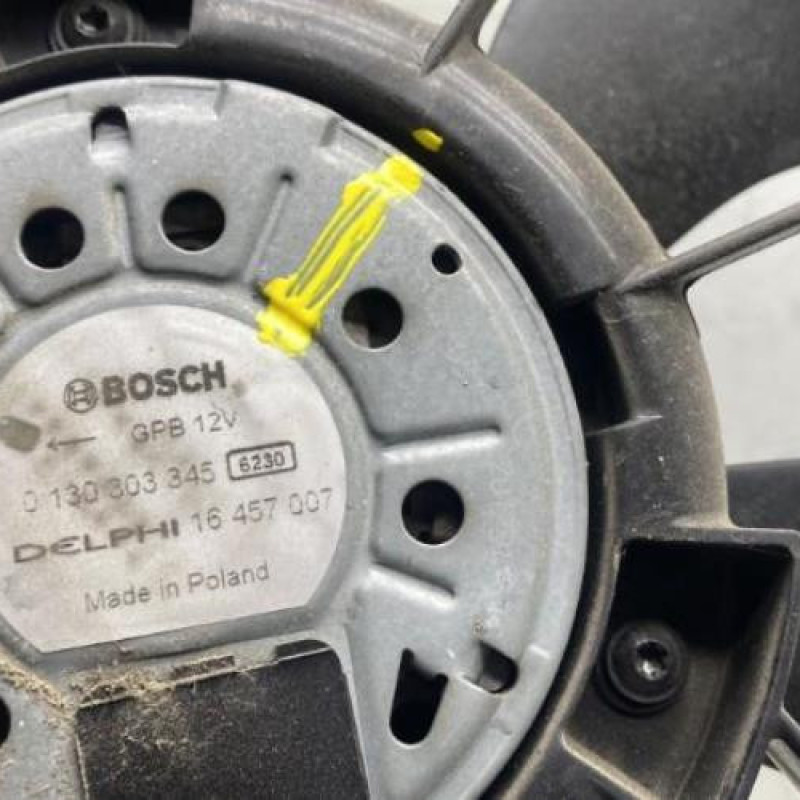 BOSCH
GPB 12V
0 130 303 345 6230
DELPHI 16 457 007
Made in Poland